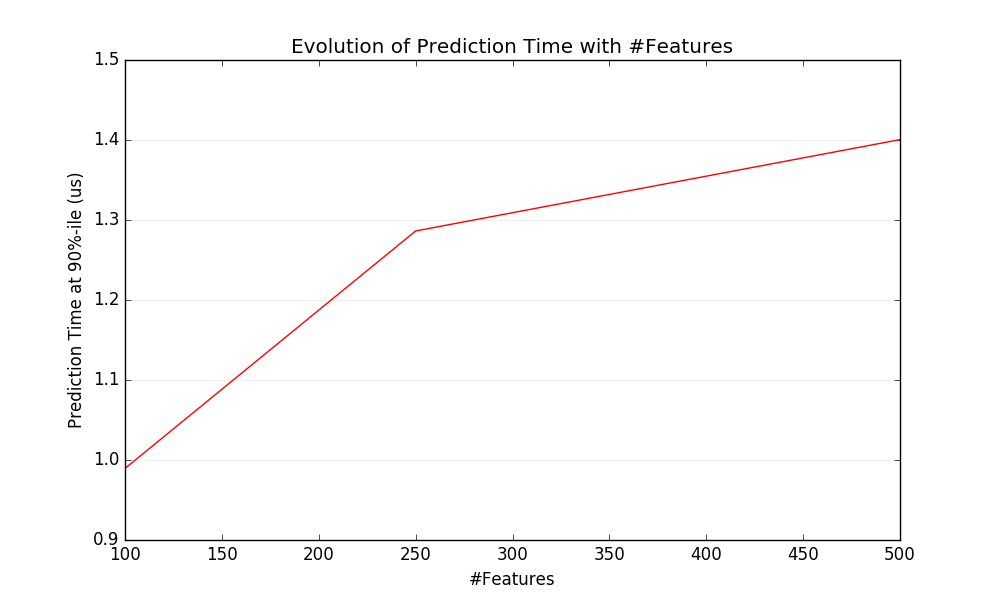 Evolution of Prediction Time with #Features
1.5
1.4
1.3
1.2
1.1
1.0
0.9
Prediction Time at 90%-ile (us)
100 150 200 250 300 350 400 450 500
#Features